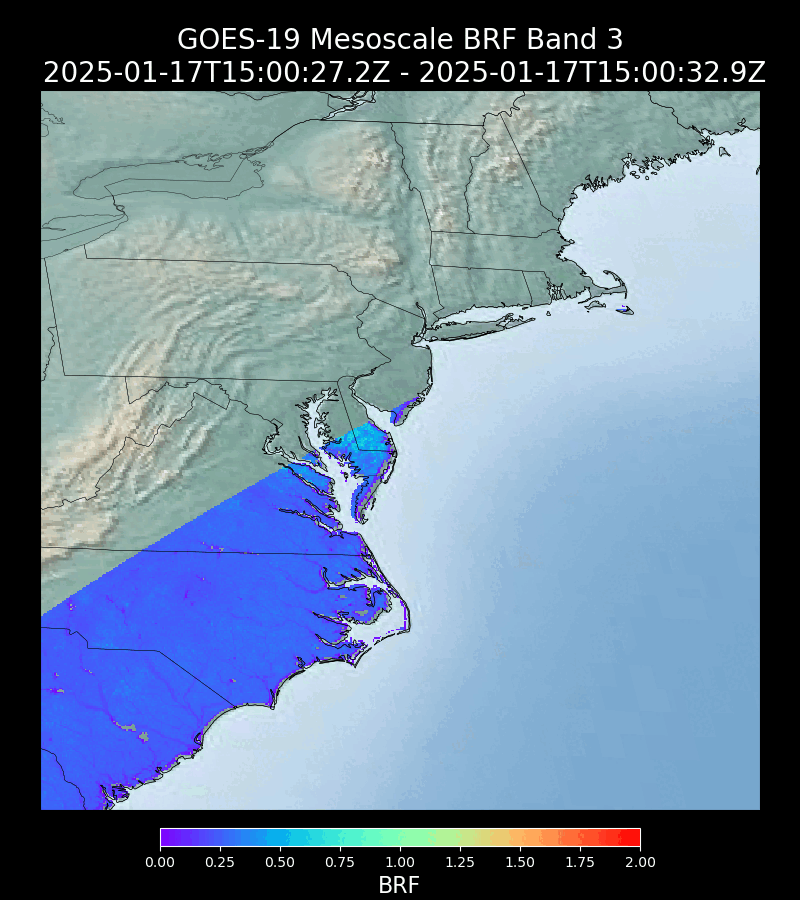 GOES-19 Mesoscale BRF Band 3
2025-01-17T15:00:27.2Z - 2025-01-17T15:00:32.9Z
0.00 0.25 0.50 0.75 1.00 1.25 1.50 1.75 2.00
BRF